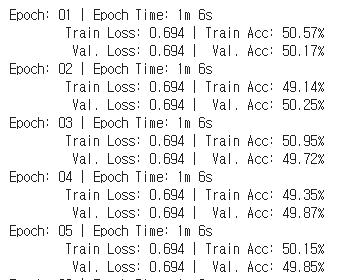 Epoch: 01 | Epoch Time: 1m 6s
Train Loss: 0.694 | Train Acc: 50.57%
Val. Loss: 0.694 | Val. Acc: 50.17%
Epoch: 02 | Epoch Time: 1m 6s
Train Loss: 0.694 | Train Acc: 49.14%
Val. Loss: 0.694 | Val. Acc: 50.25%
Epoch: 03 | Epoch Time: 1m 6s
Train Loss: 0.694 | Train Acc: 50.95%
Val. Loss: 0.694 | Val. Acc: 49.72%
Epoch: 04 | Epoch Time: 1m 6s
Train Loss: 0.694 | Train Acc: 49.35%
Val. Loss: 0.694 | Val. Acc: 49.87%
Epoch: 05 | Epoch Time: 1m 6s
Train Loss: 0.694 | Train Acc: 50.15%
Val. Loss: 0.694 | Val. Acc: 49.85%